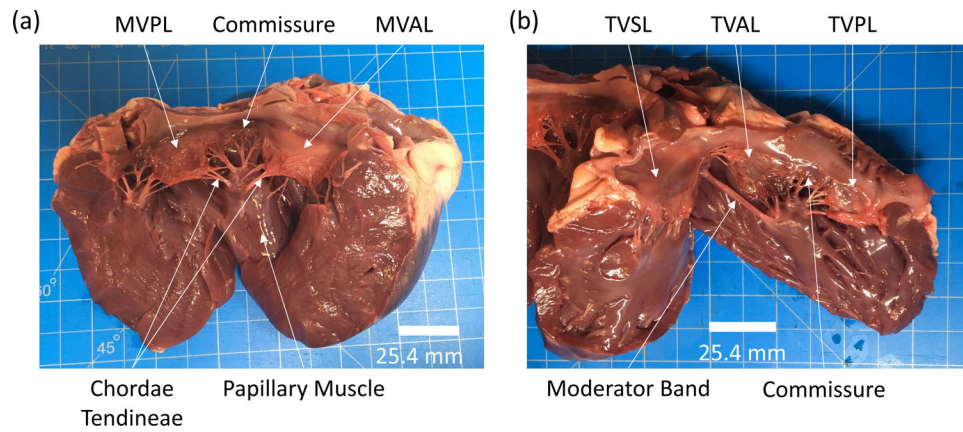 (a)
MVPL
Commissure
MVAL
45°
25.4 mm
Chordae
Tendineae
Papillary Muscle
(b)
TVSL
TVAL
TVPL
25.4 mm
Moderator Band
Commissure